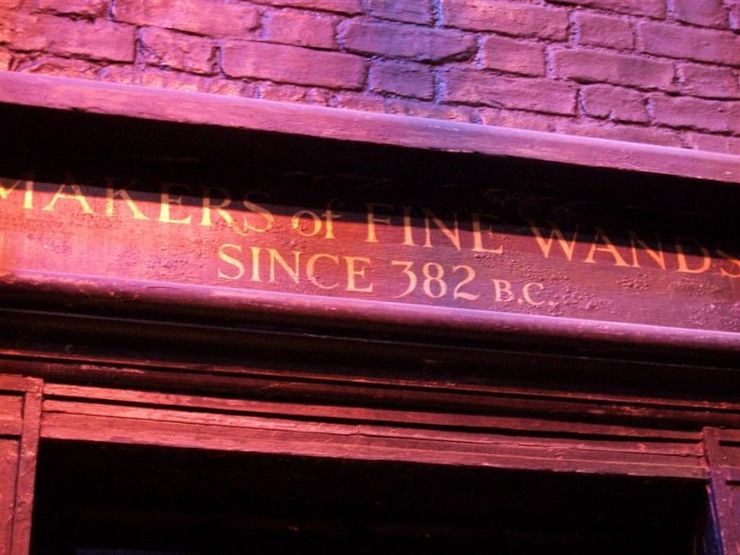 MAKERS of FINE WANDS
SINCE 382 B.C.